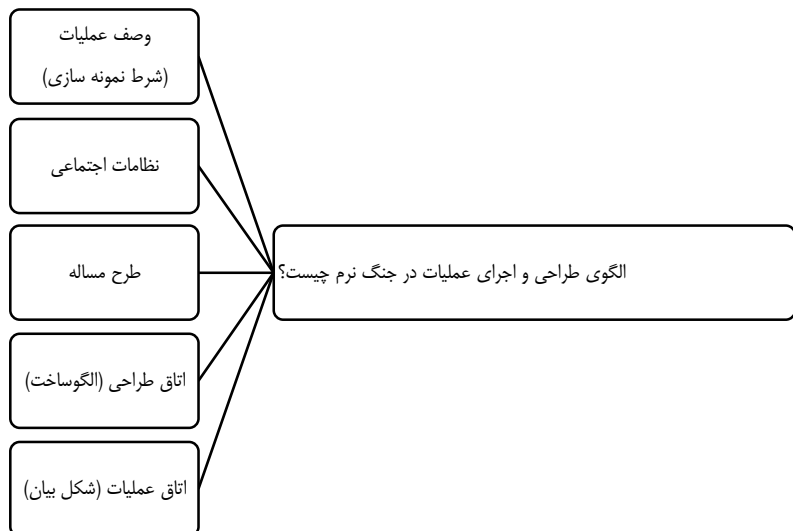 الگوی طراحی و اجرای عملیات در جنگ نرم چیست؟
وصف عملیات
(شرط نمونه سازی)
نظامات اجتماعی
طرح مساله
اتاق طراحی (الگوساخت)
اتاق عملیات (شکل بیان)